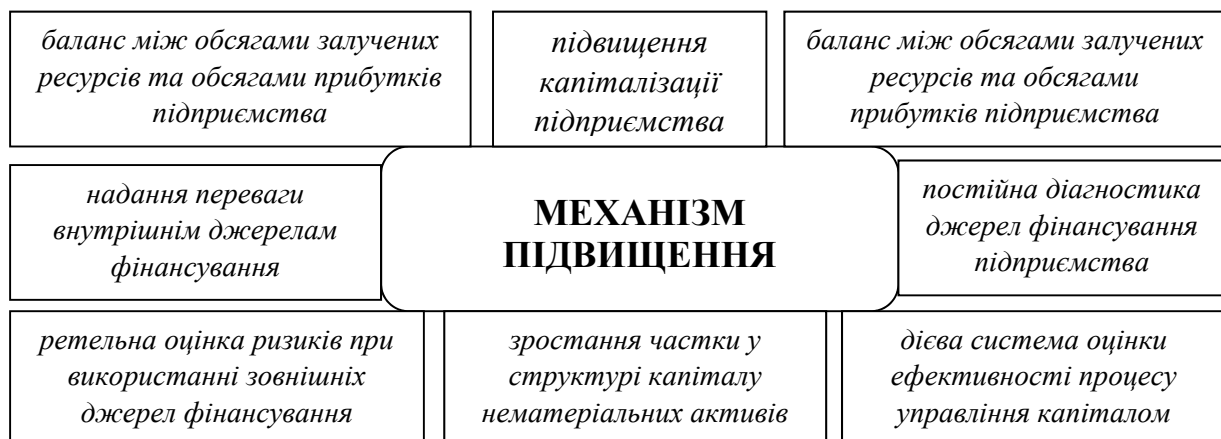 баланс між обсягами залучених
ресурсів та обсягами прибутків
підприємства
підвищення
капіталізації
підприємства
баланс між обсягами залучених
ресурсів та обсягами
прибутків підприємства
надання переваги
внутрішнім джерелам
фінансування
МЕХАНІЗМ
ПІДВИЩЕННЯ
постійна діагностика
джерел фінансування
підприємства
ретельна оцінка ризиків при
використанні зовнішніх
джерел фінансування
зростання частки у
структурі капіталу
нематеріальних активів
дієва система оцінки
ефективності процесу
управління капіталом